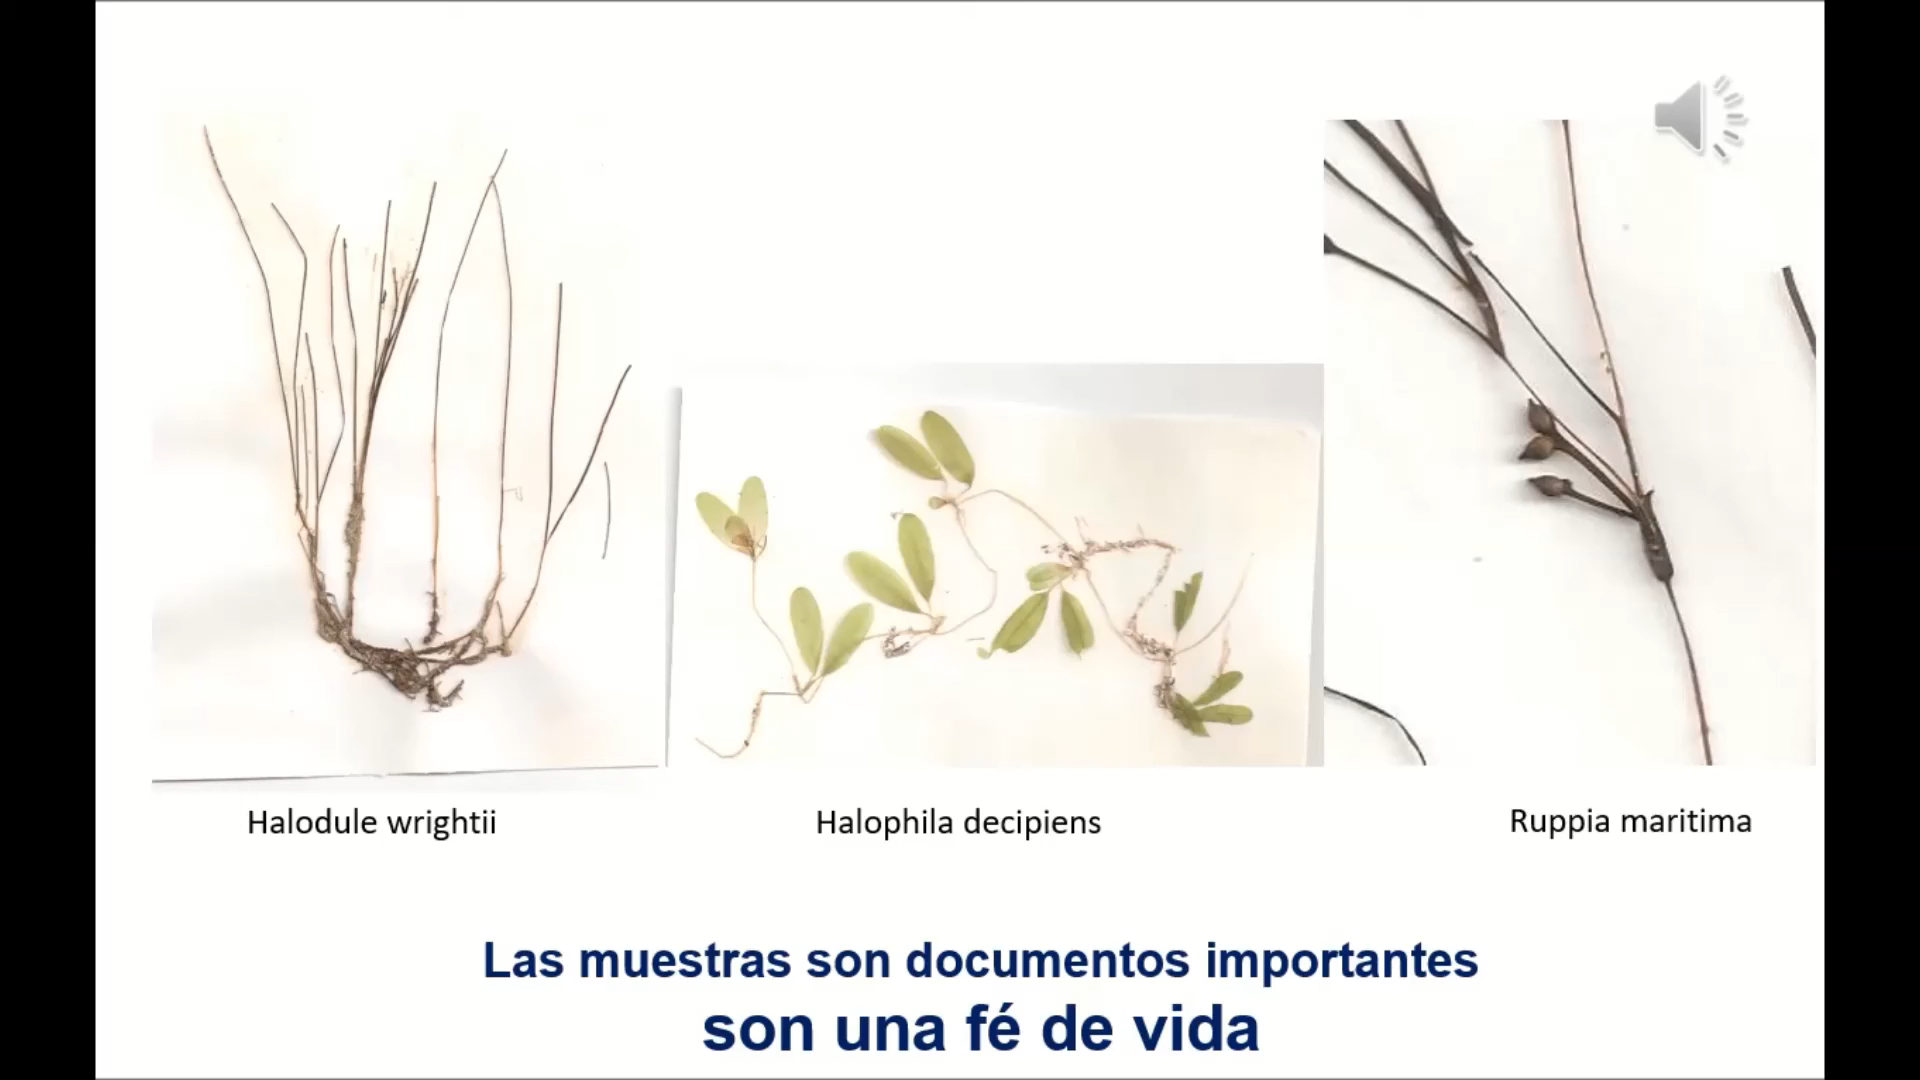 Halodule wrightii
Halophila decipiens
Ruppia maritima
Las muestras son documentos importantes
son una fé de vida